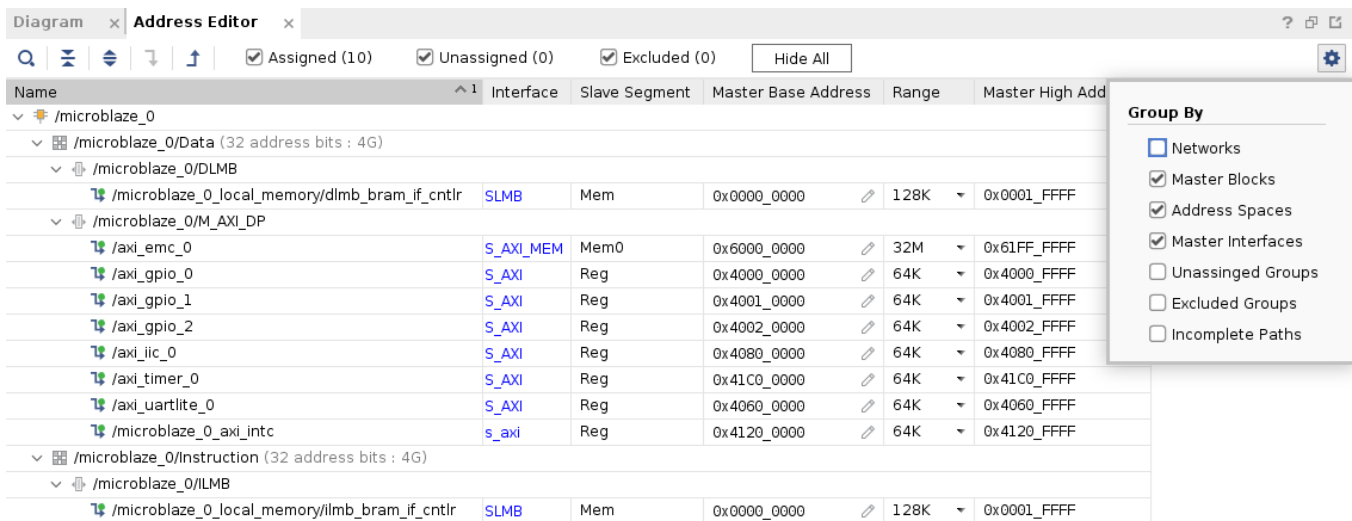 Diagram × Address Editor × ?
Assigned (10) Unassigned (0) Excluded (0) Hide All
Name 1 Interface Slave Segment Master Base Address Range Master High Add
/microblaze_0
/microblaze_0/Data (32 address bits : 4G)
/microblaze_0/DLMB
/microblaze_0_local_memory/dlmb_bram_if_cntlr SLMB Mem 0x0000_0000 128K 0x0001_FFFF
/microblaze_0/M_AXI_DP
/axi_emc_0 S_AXI_MEM Mem0 0x6000_0000 32M 0x61FF_FFFF
/axi_gpio_0 S_AXI Reg 0x4000_0000 64K 0x4000_FFFF
/axi_gpio_1 S_AXI Reg 0x4001_0000 64K 0x4001_FFFF
/axi_gpio_2 S_AXI Reg 0x4002_0000 64K 0x4002_FFFF
/axi_iic_0 S_AXI Reg 0x4080_0000 64K 0x4080_FFFF
/axi_timer_0 S_AXI Reg 0x41C0_0000 64K 0x41C0_FFFF
/axi_uartlite_0 S_AXI Reg 0x4060_0000 64K 0x4060_FFFF
/microblaze_0_axi_intc s_axi Reg 0x4120_0000 64K 0x4120_FFFF
/microblaze_0/Instruction (32 address bits : 4G)
/microblaze_0/ILMB
/microblaze_0_local_memory/ilmb_bram_if_cntlr SLMB Mem 0x0000_0000 128K 0x0001_FFFF
Group By
Networks
Master Blocks
Address Spaces
Master Interfaces
Unassinged Groups
Excluded Groups
Incomplete Paths